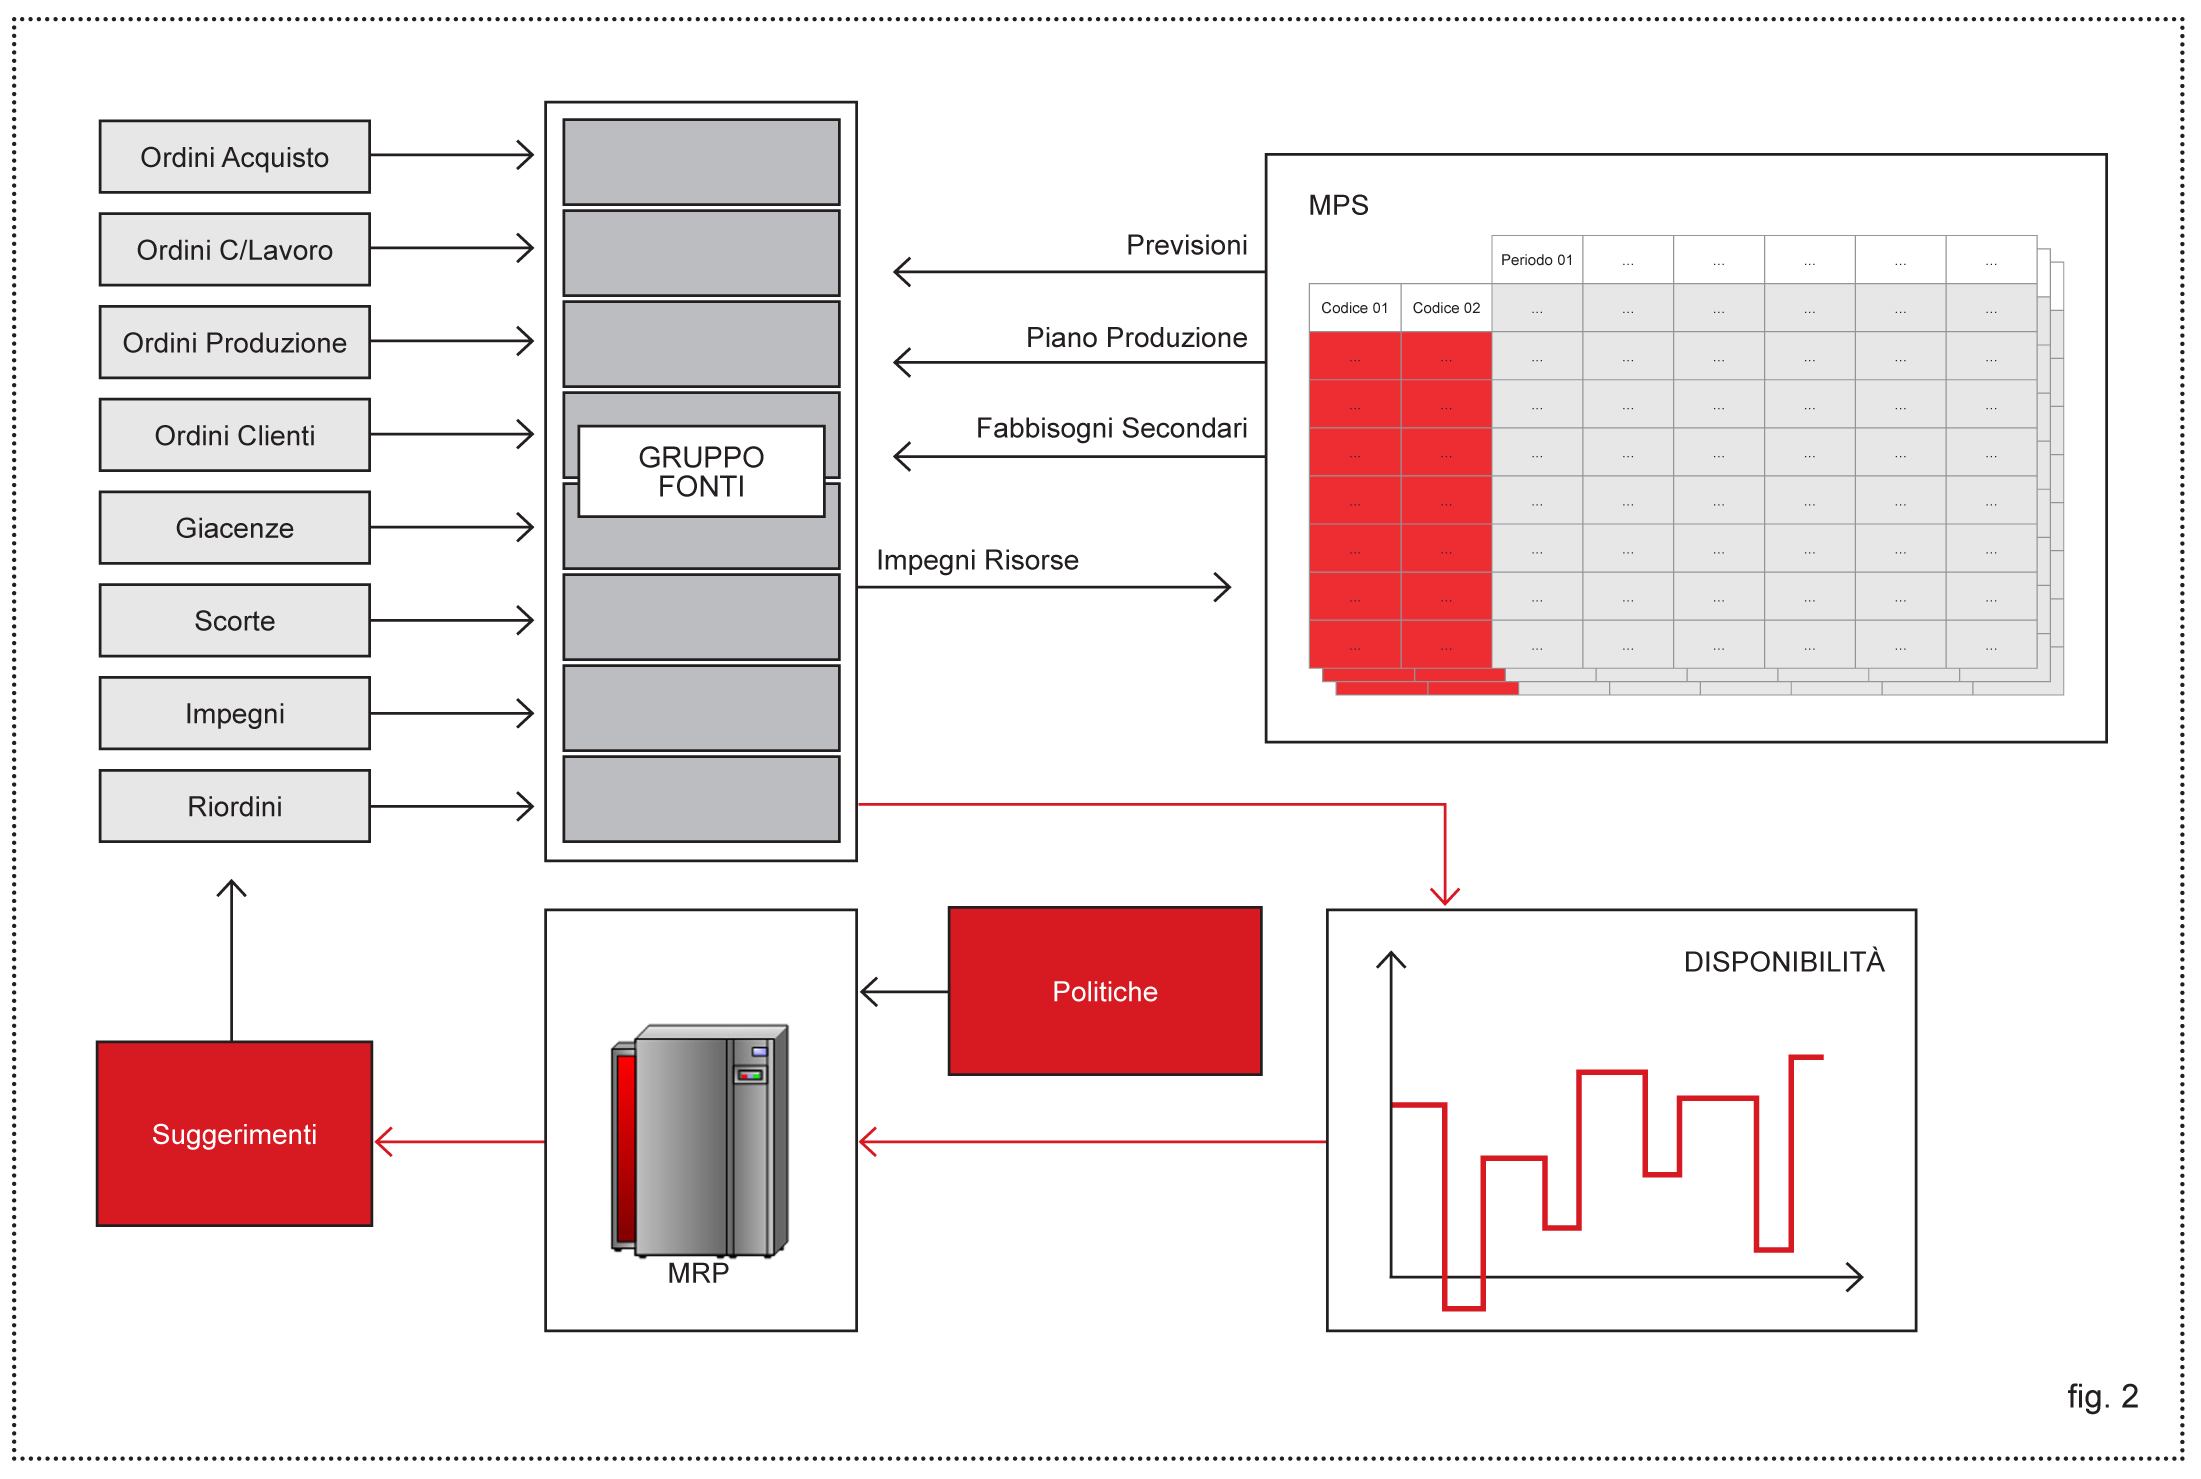 Ordini Acquisto
Ordini C/Lavoro
Ordini Produzione
Ordini Clienti
Giacenze
Scorte
Impegni
Riordini
GRUPPO
FONTI
Previsioni
Piano Produzione
Fabbisogni Secondari
Impegni Risorse
MPS
Periodo 01 ... ... ... ... ...
Codice 01 Codice 02 ... ... ... ... ... ...
... ... ... ... ... ... ... ...
... ... ... ... ... ... ... ...
... ... ... ... ... ... ... ...
... ... ... ... ... ... ... ...
... ... ... ... ... ... ... ...
... ... ... ... ... ... ... ...
... ... ... ... ... ... ... ...
Suggerimenti
MRP
Politiche
DISPONIBILITÀ
fig. 2